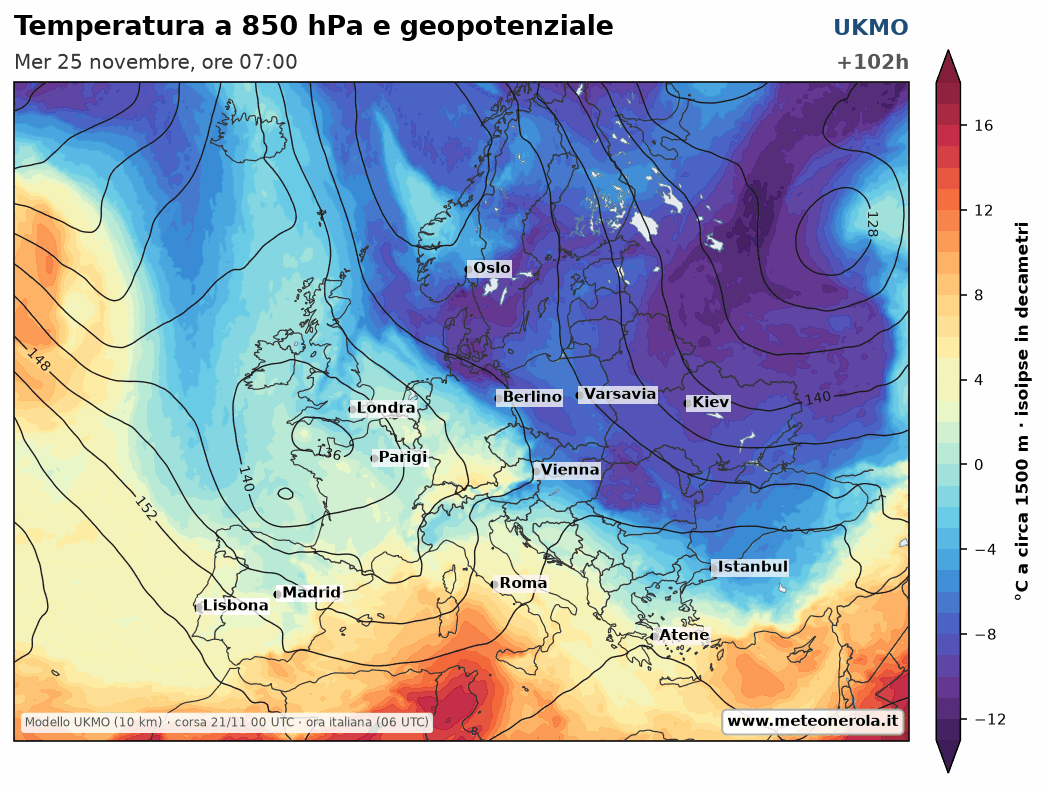 Temperatura a 850 hPa e geopotenziale
UKMO
Mer 25 novembre, ore 07:00
+102h
128
Oslo
148
Berlino
Varsavia
Kiev
140
Londra
136
Parigi
Vienna
140
152
Istanbul
Roma
Madrid
Lisbona
Atene
Modello UKMO (10 km) · corsa 21/11 00 UTC · ora italiana (06 UTC)
www.meteonerola.it
16
12
8
4
0
−4
−8
−12
°C a circa 1500 m · isoipse in decametri